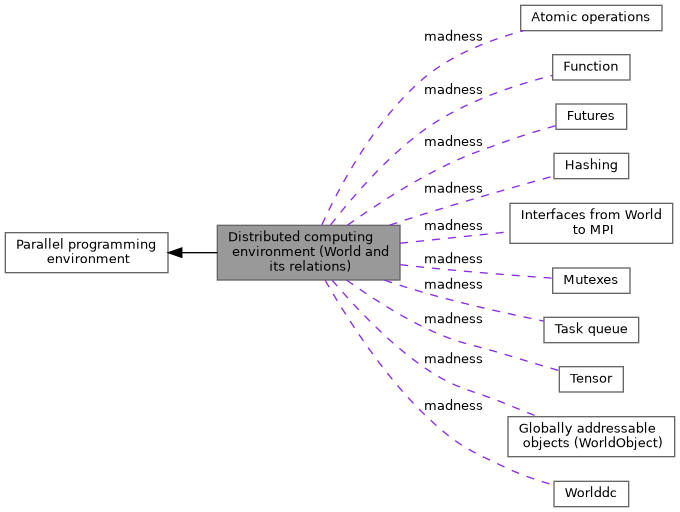 madness
Atomic operations
madness
Function
madness
Futures
madness
Hashing
madness
Interfaces from World
to MPI
Parallel programming
environment
Distributed computing
environment (World and
its relations)
madness
Mutexes
madness
Task queue
madness
Tensor
madness
Globally addressable
objects (WorldObject)
madness
Worlddc